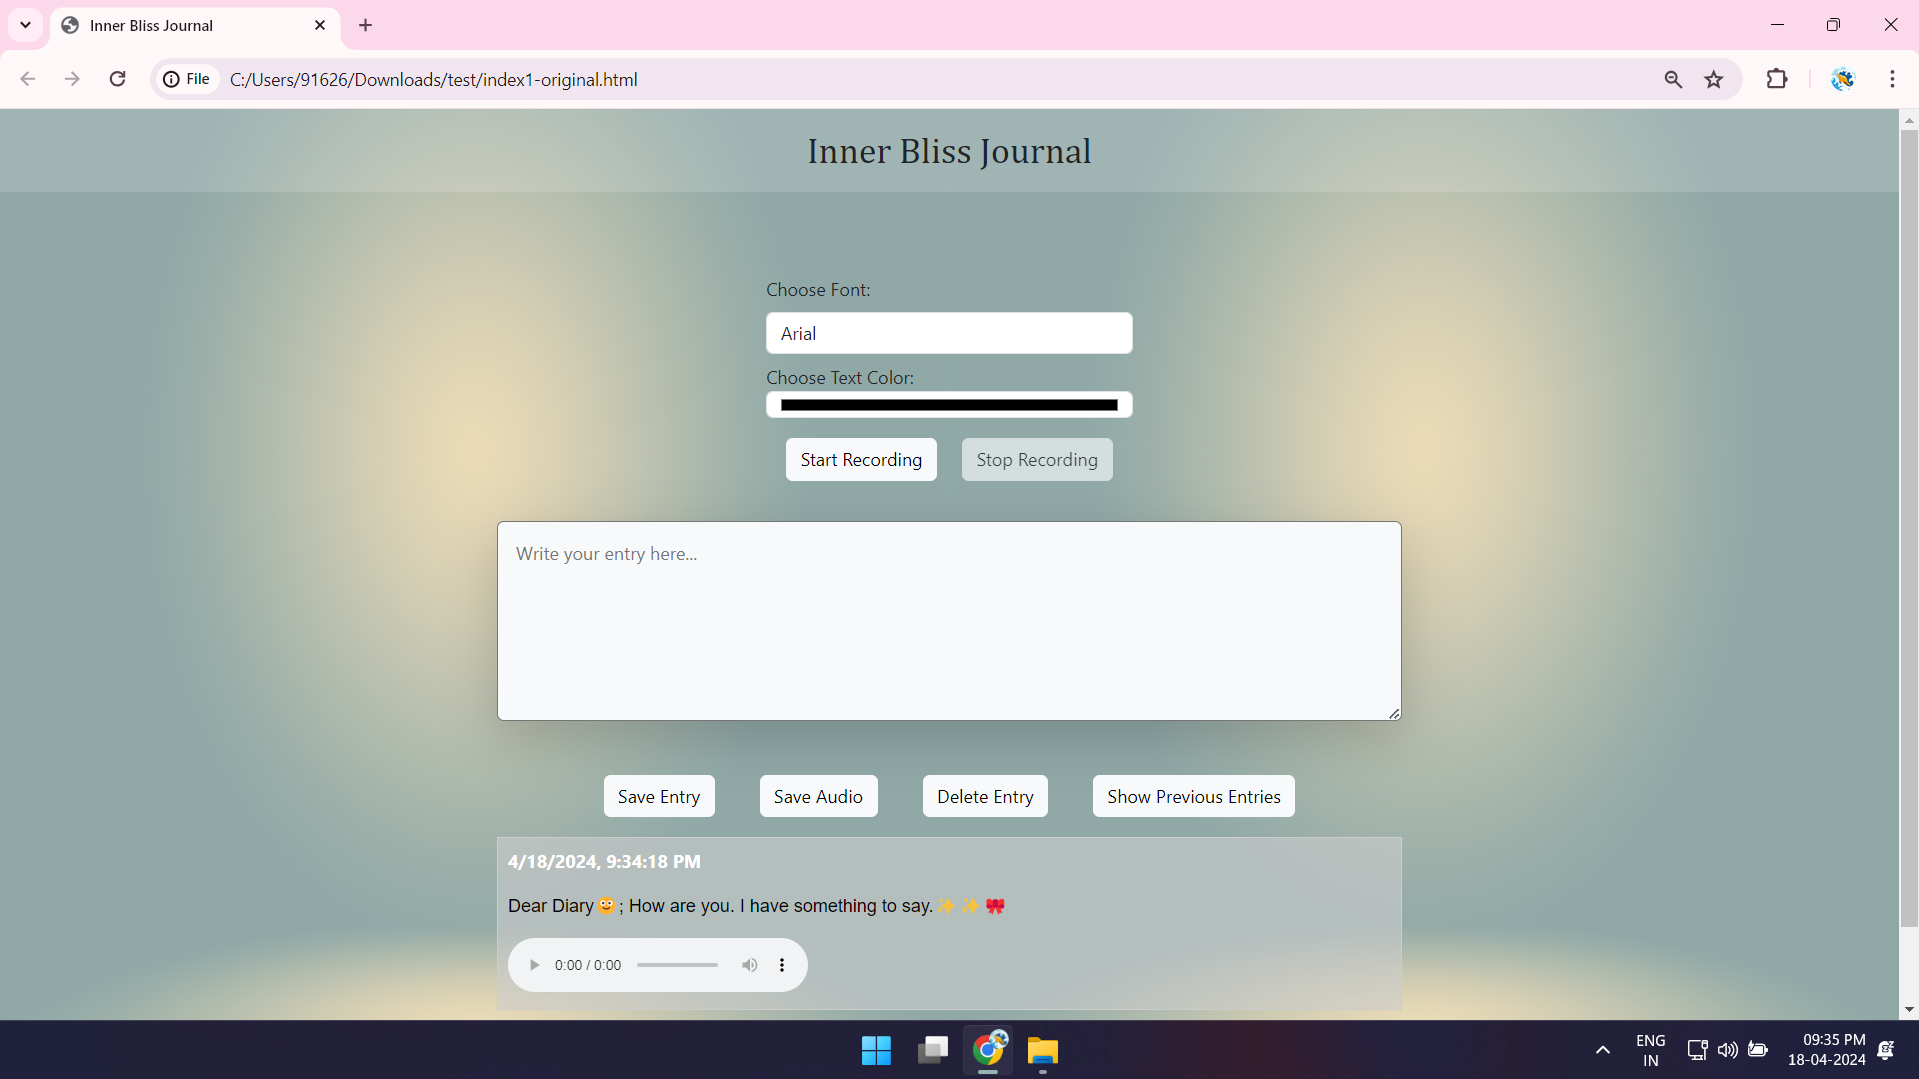 Inner Bliss Journal
File C:/Users/91626/Downloads/test/index1-original.html
Inner Bliss Journal
Choose Font:
Arial
Choose Text Color:
Start Recording Stop Recording
Write your entry here...
Save Entry Save Audio Delete Entry Show Previous Entries
4/18/2024, 9:34:18 PM
Dear Diary🙂; How are you. I have something to say.✨✨🎀
0:00 / 0:00
ENG 09:35 PM
IN 18-04-2024